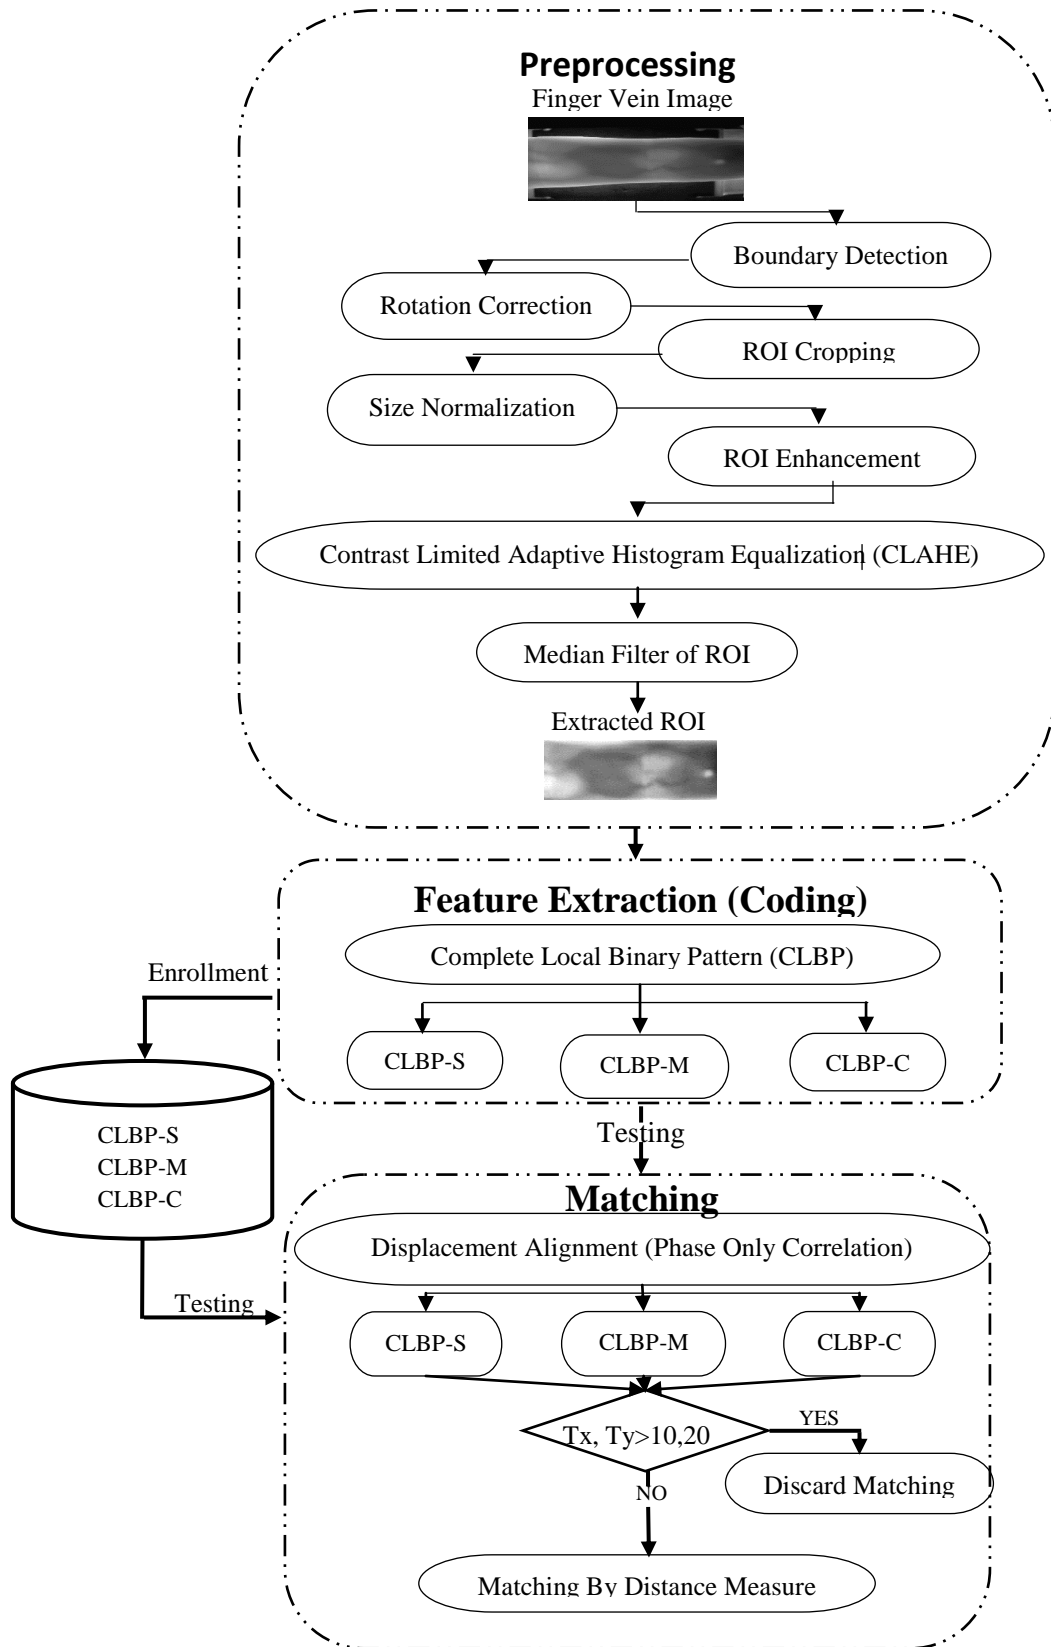 Preprocessing
Finger Vein Image
Boundary Detection
Rotation Correction
ROI Cropping
Size Normalization
ROI Enhancement
Contrast Limited Adaptive Histogram Equalization (CLAHE)
Median Filter of ROI
Extracted ROI
Feature Extraction (Coding)
Complete Local Binary Pattern (CLBP)
Enrollment
CLBP-S
CLBP-M
CLBP-C
CLBP-S
CLBP-M
CLBP-C
Testing
Matching
Displacement Alignment (Phase Only Correlation)
Testing
CLBP-S
CLBP-M
CLBP-C
Tx, Ty>10,20
YES
Discard Matching
NO
Matching By Distance Measure